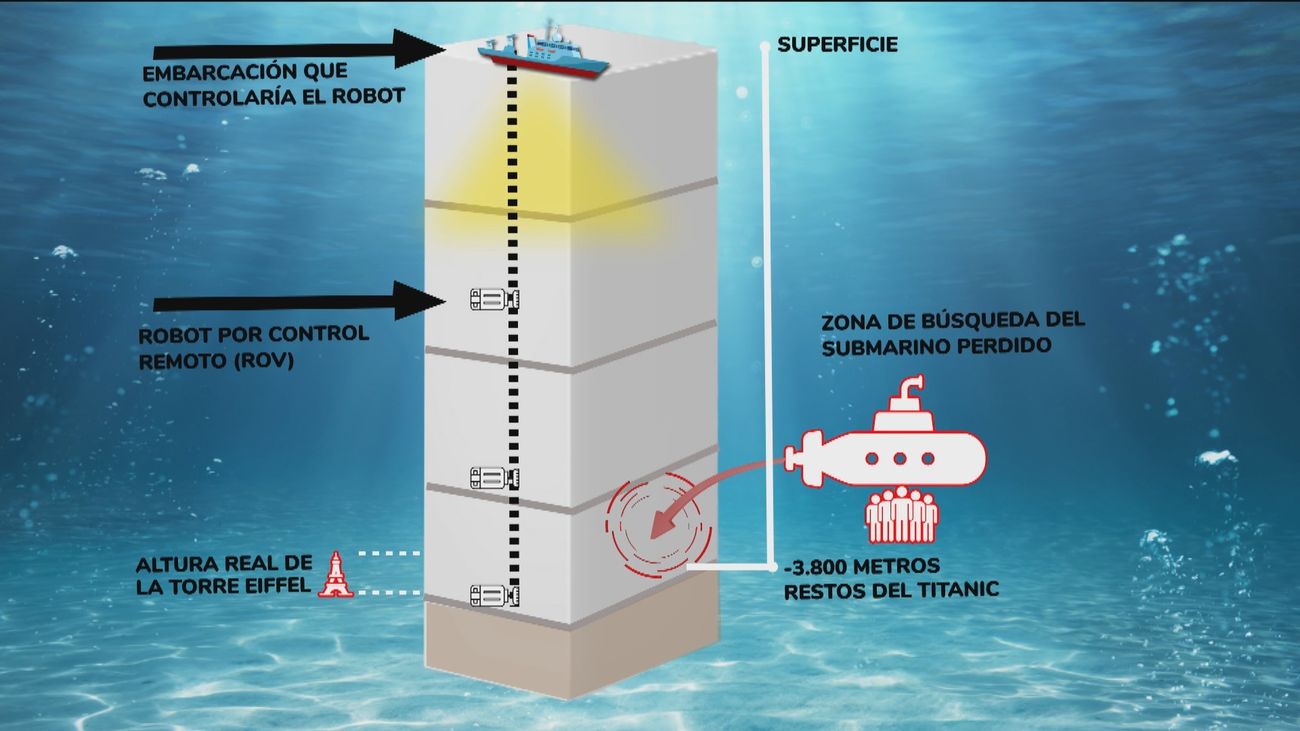 EMBARCACIÓN QUE
CONTROLARÍA EL ROBOT
SUPERFICIE
ROBOT POR CONTROL
REMOTO (ROV)
ZONA DE BÚSQUEDA DEL
SUBMARINO PERDIDO
ALTURA REAL DE
LA TORRE EIFFEL
-3.800 METROS
RESTOS DEL TITANIC